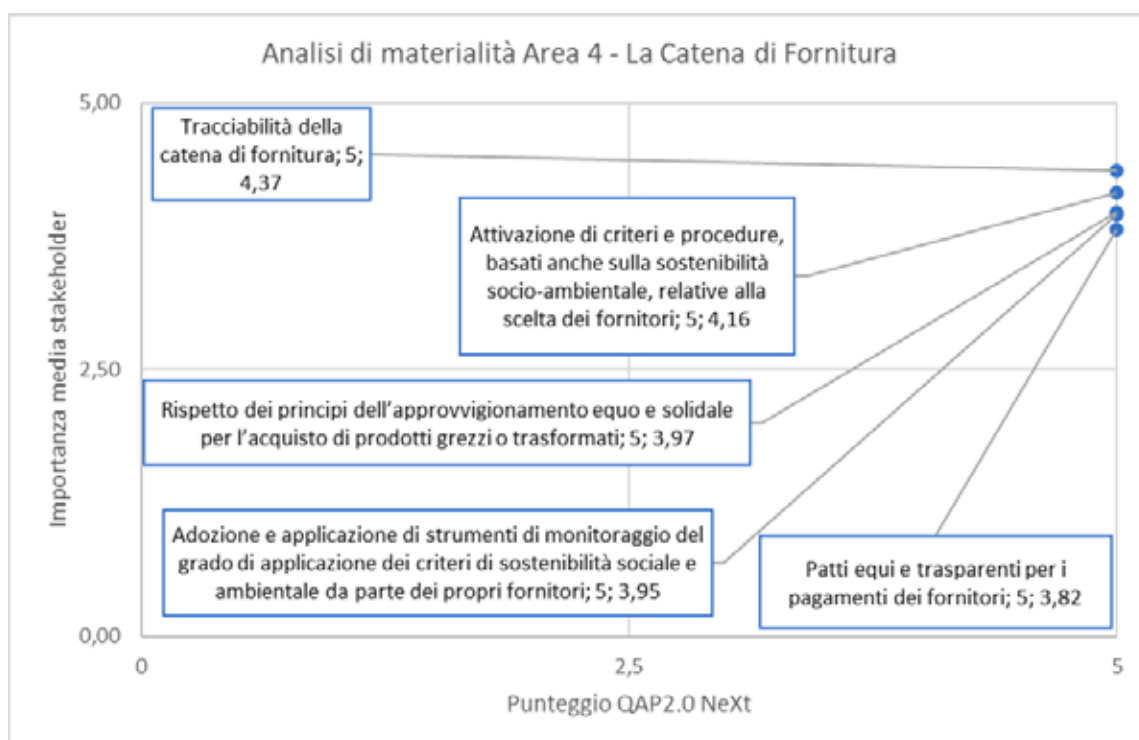 Analisi di materialità Area 4 - La Catena di Fornitura
5,00
Tracciabilità della
catena di fornitura; 5;
4,37
Attivazione di criteri e procedure,
basati anche sulla sostenibilità
socio-ambientale, relative alla
scelta dei fornitori; 5; 4,16
Importanza media stakeholder
2,50
Rispetto dei principi dell’approvvigionamento equo e solidale
per l’acquisto di prodotti grezzi o trasformati; 5; 3,97
Adozione e applicazione di strumenti di monitoraggio del
grado di applicazione dei criteri di sostenibilità sociale e
ambientale da parte dei propri fornitori; 5; 3,95
Patti equi e trasparenti per i
pagamenti dei fornitori; 5; 3,82
0,00
0
2,5
5
Punteggio QAP2.0 NeXt